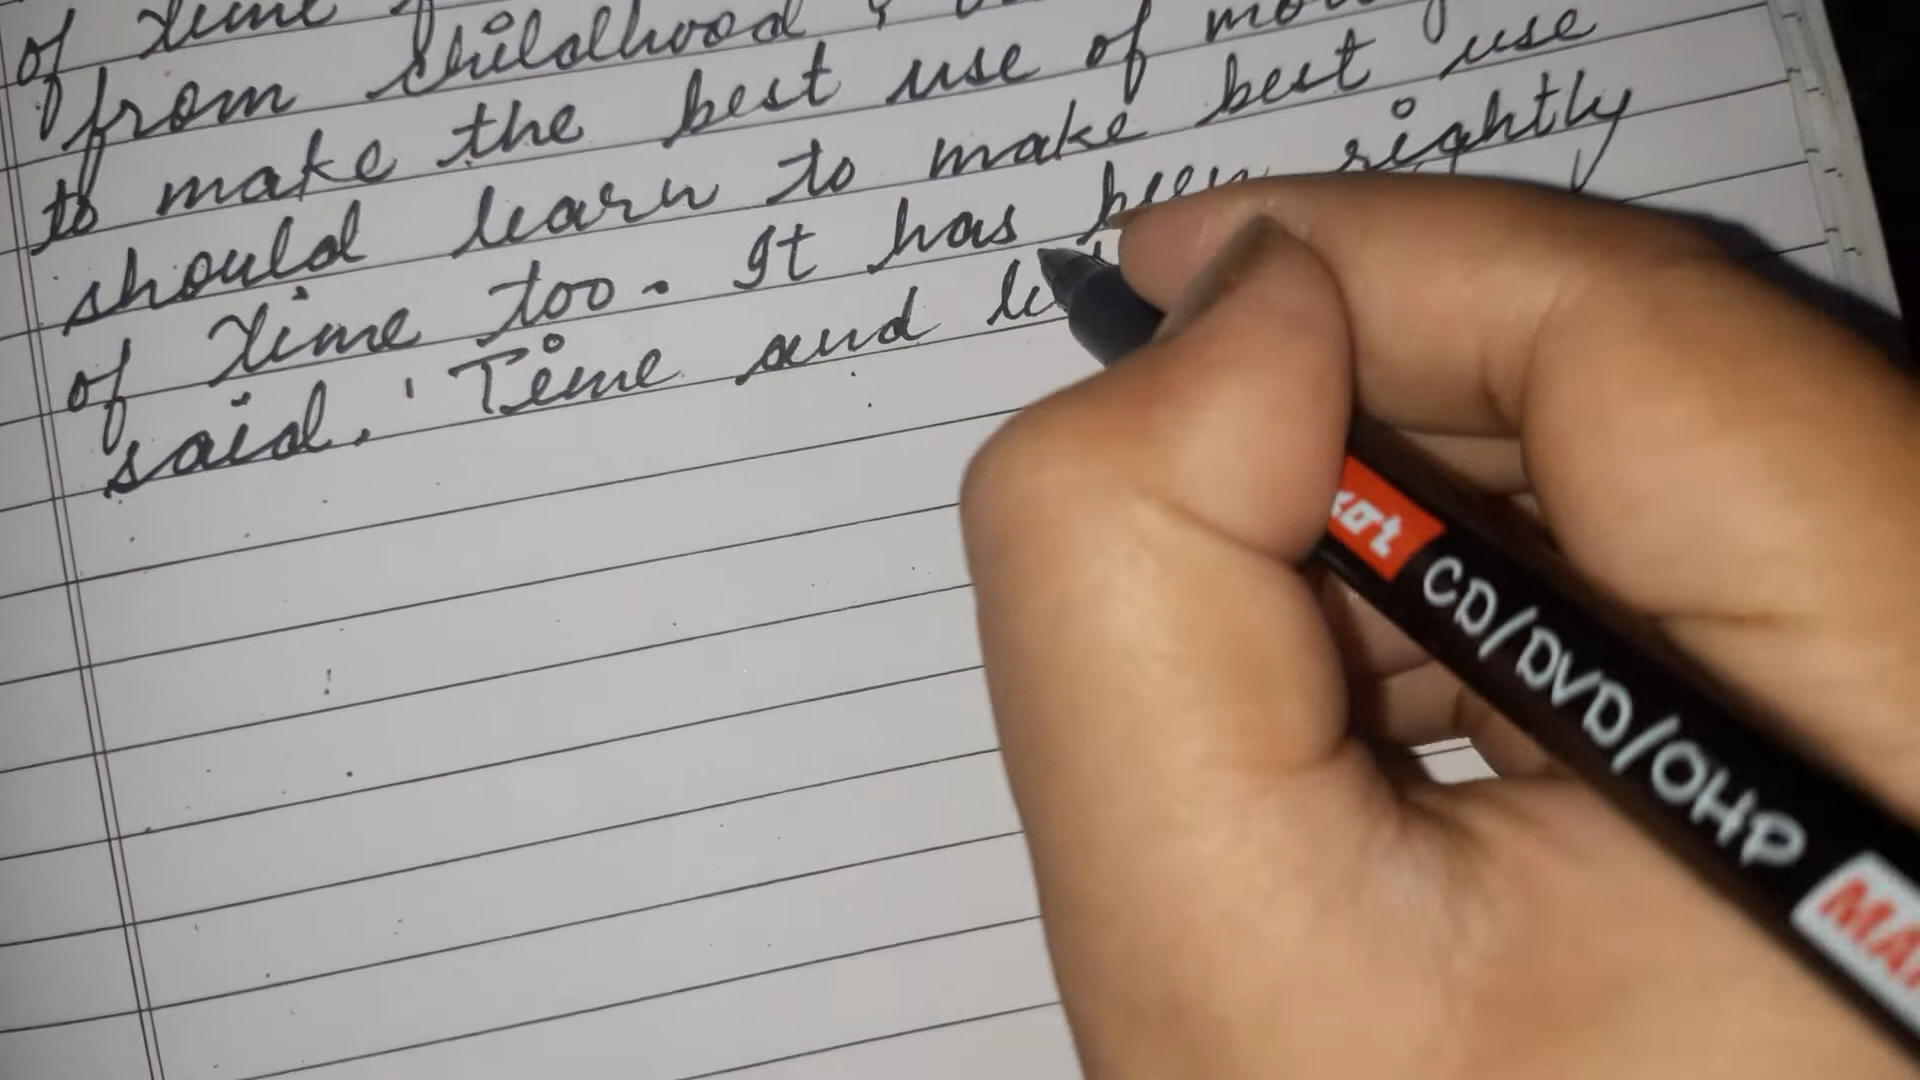 of time
from childhood
to make the best use of
should learn to make best use
of time too. It has been rightly
said. ' Time and
CD/DVD/OHP